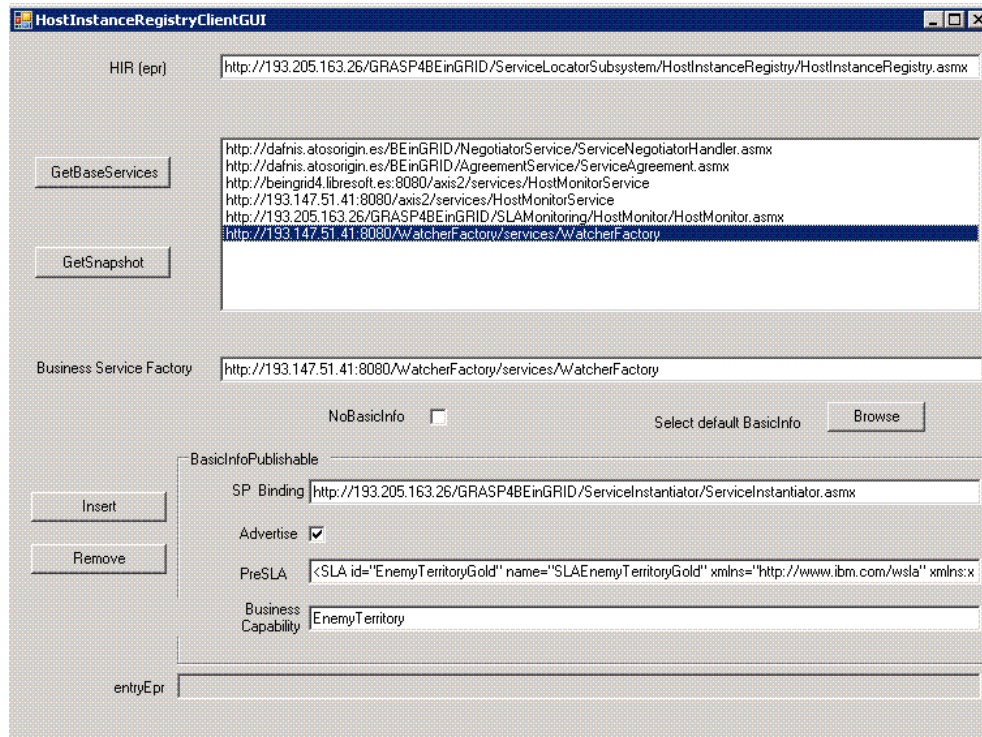 HostInstanceRegistryClientGUI
HIR (epr)
http://193.205.163.26/GRASP4BEinGRID/ServiceLocatorSubsystem/HostInstanceRegistry/HostInstanceRegistry.asmx
GetBaseServices
GetSnapshot
http://dafnis.atosorigin.es/BEinGRID/NegotiatorService/ServiceNegotiatorHandler.asmx
http://dafnis.atosorigin.es/BEinGRID/AgreementService/ServiceAgreement.asmx
http://beingrid4.libresoft.es:8080/axis2/services/HostMonitorService
http://193.147.51.41:8080/axis2/services/HostMonitorService
http://193.205.163.26/GRASP4BEinGRID/SLAMonitoring/HostMonitor/HostMonitor.asmx
http://193.147.51.41:8080/WatcherFactory/services/WatcherFactory
Business Service Factory
http://193.147.51.41:8080/WatcherFactory/services/WatcherFactory
NoBasicInfo
Select default BasicInfo
Browse
BasicInfoPublishable
Insert
Remove
SP Binding
http://193.205.163.26/GRASP4BEinGRID/ServiceInstantiator/ServiceInstantiator.asmx
Advertise
PreSLA
<SLA id="EnemyTerritoryGold" name="SLAEnemyTerritoryGold" xmlns="http://www.ibm.com/wsla" xmlns:x
Business
Capability
EnemyTerritory
entryEpr